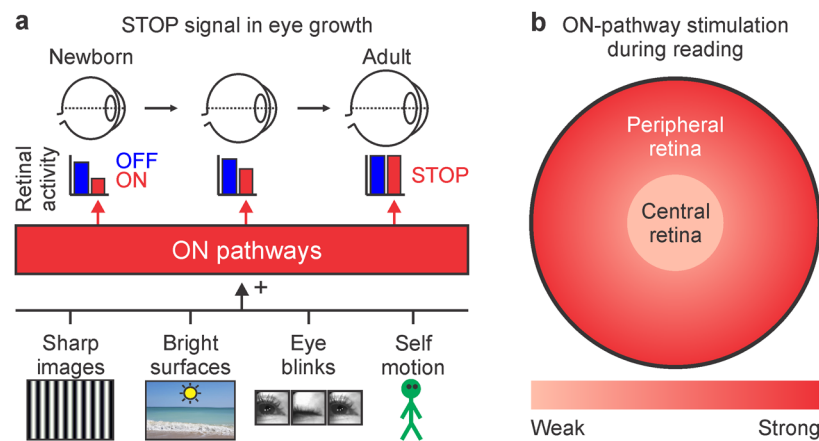 a
STOP signal in eye growth
Newborn
Adult
Retinal
activity
OFF
ON
STOP
ON pathways
+
Sharp
images
Bright
surfaces
Eye
blinks
Self
motion
b
ON-pathway stimulation
during reading
Peripheral
retina
Central
retina
Weak
Strong